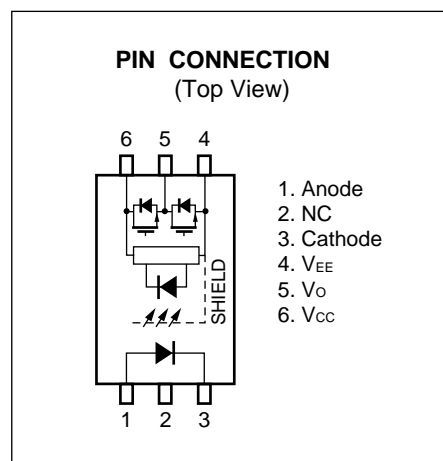 PIN CONNECTION
(Top View)
6 5 4
SHIELD
1 2 3
1. Anode
2. NC
3. Cathode
4. VEE
5. VO
6. VCC